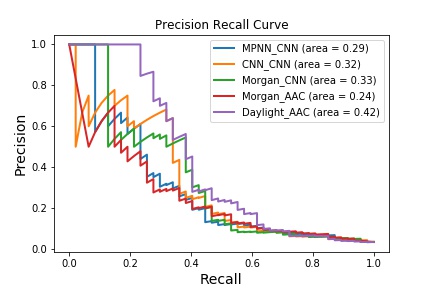 Precision Recall Curve
1.0
0.8
0.6
0.4
0.2
0.0
Precision
MPNN_CNN (area = 0.29)
CNN_CNN (area = 0.32)
Morgan_CNN (area = 0.33)
Morgan_AAC (area = 0.24)
Daylight_AAC (area = 0.42)
0.0 0.2 0.4 0.6 0.8 1.0
Recall